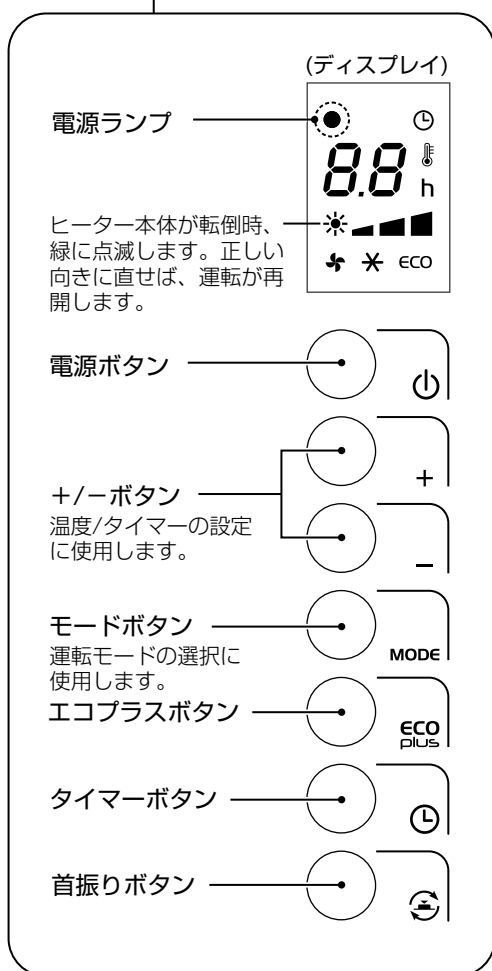 (ディスプレイ)
電源ランプ
8.8
h
ヒーター本体が転倒時、
緑に点滅します。正しい
向きに直せば、運転が再
開します。
ECO
電源ボタン
+
+/−ボタン
温度/タイマーの設定
に使用します。
−
モードボタン
運転モードの選択に
使用します。
MODE
エコプラスボタン
ECO
plus
タイマーボタン
首振りボタン